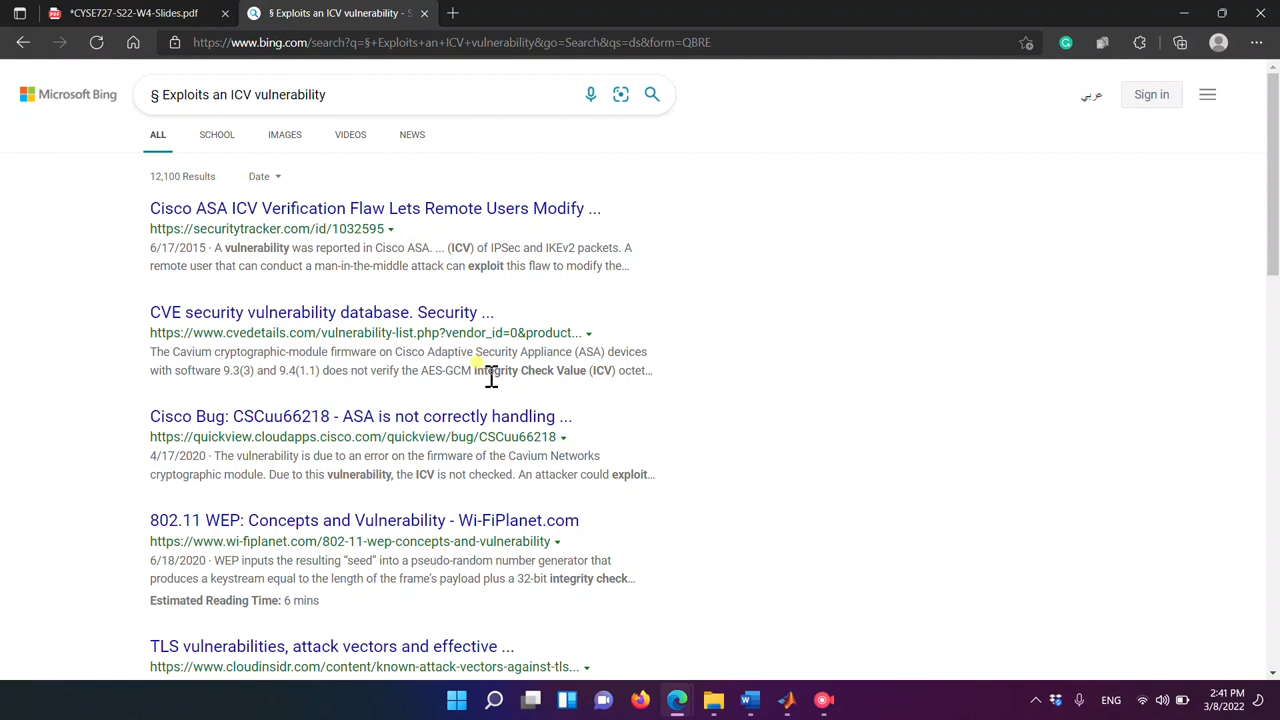 *CYSE727-S22-W4-Slides.pdf
§ Exploits an ICV vulnerability - S
https://www.bing.com/search?q=§+Exploits+an+ICV+vulnerability&go=Search&qs=ds&form=QBRE
Microsoft Bing
§ Exploits an ICV vulnerability
عربي
Sign in
ALL
SCHOOL
IMAGES
VIDEOS
NEWS
12,100 Results
Date
Cisco ASA ICV Verification Flaw Lets Remote Users Modify ...
https://securitytracker.com/id/1032595
6/17/2015 · A vulnerability was reported in Cisco ASA. ... (ICV) of IPSec and IKEv2 packets. A
remote user that can conduct a man-in-the-middle attack can exploit this flaw to modify the...
CVE security vulnerability database. Security ...
https://www.cvedetails.com/vulnerability-list.php?vendor_id=0&product...
The Cavium cryptographic-module firmware on Cisco Adaptive Security Appliance (ASA) devices
with software 9.3(3) and 9.4(1.1) does not verify the AES-GCM Integrity Check Value (ICV) octet...
Cisco Bug: CSCuu66218 - ASA is not correctly handling ...
https://quickview.cloudapps.cisco.com/quickview/bug/CSCuu66218
4/17/2020 · The vulnerability is due to an error on the firmware of the Cavium Networks
cryptographic module. Due to this vulnerability, the ICV is not checked. An attacker could exploit...
802.11 WEP: Concepts and Vulnerability - Wi-FiPlanet.com
https://www.wi-fiplanet.com/802-11-wep-concepts-and-vulnerability
6/18/2020 · WEP inputs the resulting “seed” into a pseudo-random number generator that
produces a keystream equal to the length of the frame's payload plus a 32-bit integrity check...
Estimated Reading Time: 6 mins
TLS vulnerabilities, attack vectors and effective ...
https://www.cloudinsidr.com/content/known-attack-vectors-against-tls...
ENG
2:41 PM
3/8/2022